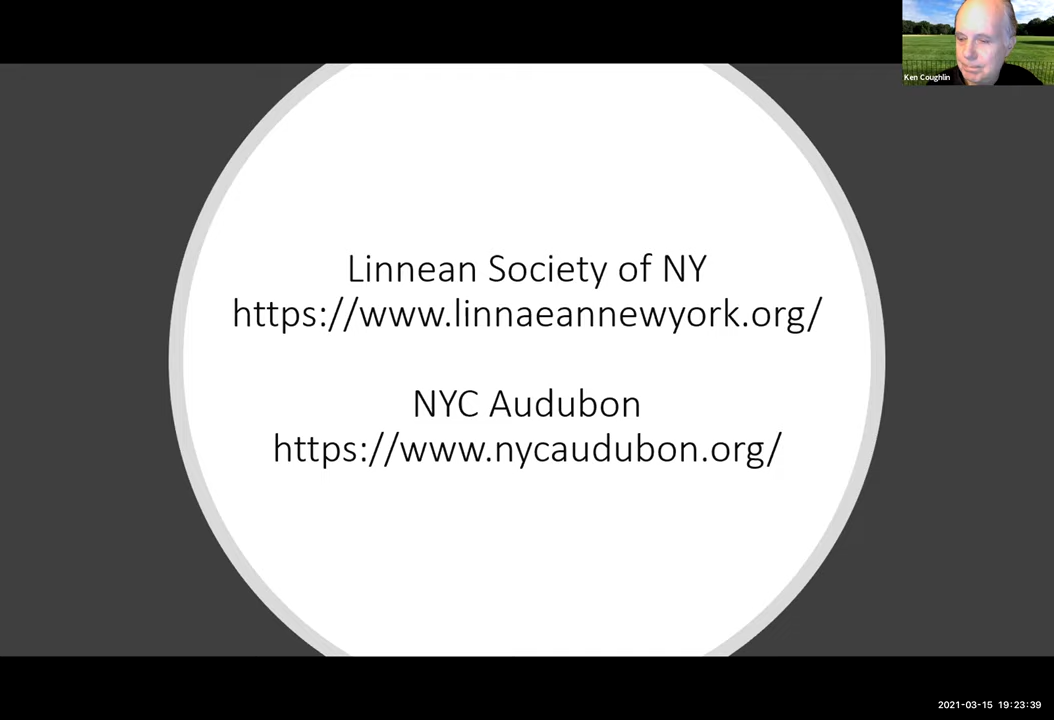 Ken Coughlin
Linnean Society of NY
https://www.linnaeannewyork.org/
NYC Audubon
https://www.nycaudubon.org/
2021-03-15 19:23:39